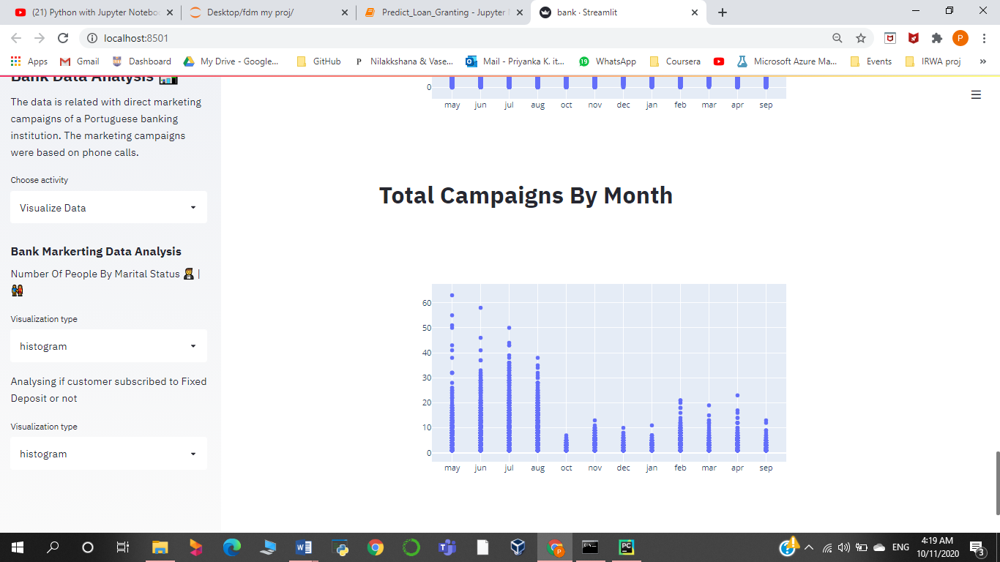 (21) Python with Jupyter Notebo
Desktop/fdm my proj/
Predict_Loan_Granting - Jupyter
bank · Streamlit
localhost:8501
Apps
Gmail
Dashboard
My Drive - Google...
GitHub
P
Nilakkshana & Vase...
Mail - Priyanka K. it...
19
WhatsApp
Coursera
Microsoft Azure Ma...
Events
IRWA proj
»
P
Bank Data Analysis
The data is related with direct marketing
campaigns of a Portuguese banking
institution. The marketing campaigns
were based on phone calls.
Choose activity
Visualize Data
Bank Markerting Data Analysis
Number Of People By Marital Status 🤵 |
Visualization type
histogram
Analysing if customer subscribed to Fixed
Deposit or not
Visualization type
histogram
0
may jun jul aug oct nov dec jan feb mar apr sep
Total Campaigns By Month
60
50
40
30
20
10
0
may jun jul aug oct nov dec jan feb mar apr sep
W
P
PC
ENG
4:19 AM
10/11/2020
3